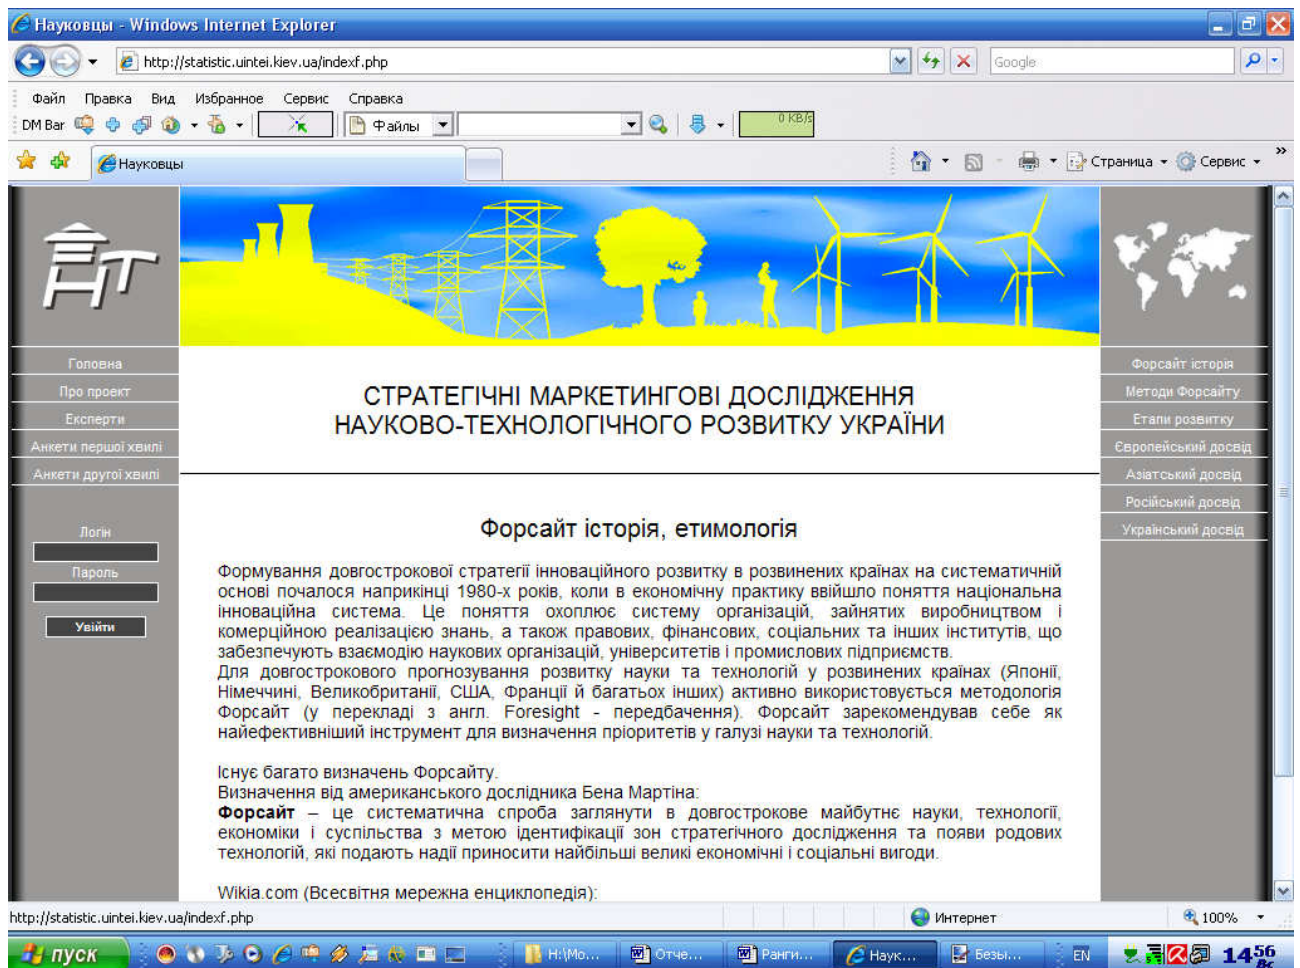 Науковцы - Windows Internet Explorer
http://statistic.uintei.kiev.ua/indexf.php
Google
Файл Правка Вид Избранное Сервис Справка
DM Bar Файлы 0 KB/s
Науковцы
Страница Сервис »
НТ
Головна
Про проект
Експерти
Анкети першої хвилі
Анкети другої хвилі
Логін
Пароль
Увійти
СТРАТЕГІЧНІ МАРКЕТИНГОВІ ДОСЛІДЖЕННЯ
НАУКОВО-ТЕХНОЛОГІЧНОГО РОЗВИТКУ УКРАЇНИ
Форсайт історія, етимологія
Формування довгострокової стратегії інноваційного розвитку в розвинених країнах на систематичній
основі почалося наприкінці 1980-х років, коли в економічну практику ввійшло поняття національна
інноваційна система. Це поняття охоплює систему організацій, зайнятих виробництвом і
комерційною реалізацією знань, а також правових, фінансових, соціальних та інших інститутів, що
забезпечують взаємодію наукових організацій, університетів і промислових підприємств.
Для довгострокового прогнозування розвитку науки та технологій у розвинених країнах (Японії,
Німеччині, Великобританії, США, Франції й багатьох інших) активно використовується методологія
Форсайт (у перекладі з англ. Foresight - передбачення). Форсайт зарекомендував себе як
найефективніший інструмент для визначення пріоритетів у галузі науки та технологій.
Існує багато визначень Форсайту.
Визначення від американського дослідника Бена Мартіна:
Форсайт – це систематична спроба заглянути в довгострокове майбутнє науки, технології,
економіки і суспільства з метою ідентифікації зон стратегічного дослідження та появи родових
технологій, які подають надії приносити найбільші великі економічні і соціальні вигоди.
Wikia.com (Всесвітня мережна енциклопедія):
Форсайт історія
Методи Форсайту
Етапи розвитку
Європейський досвід
Азіатський досвід
Російський досвід
Український досвід
http://statistic.uintei.kiev.ua/indexf.php Интернет 100%
пуск H:\Мо... Отче... Ранги... Наук... Безы... EN 14 56 Вс